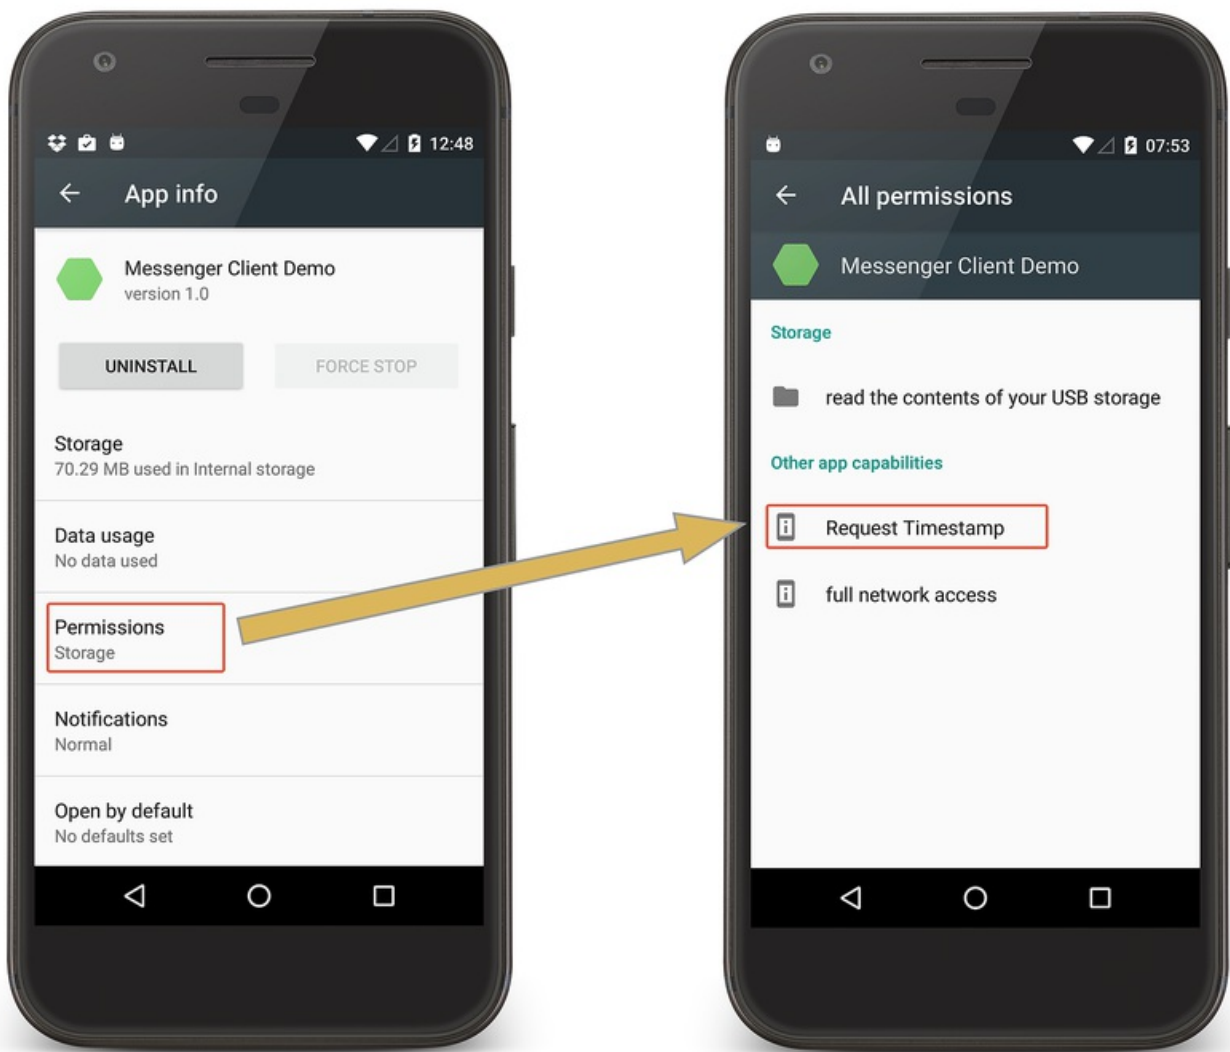 12:48
App info
Messenger Client Demo
version 1.0
UNINSTALL
FORCE STOP
Storage
70.29 MB used in Internal storage
Data usage
No data used
Permissions
Storage
Notifications
Normal
Open by default
No defaults set
07:53
All permissions
Messenger Client Demo
Storage
read the contents of your USB storage
Other app capabilities
Request Timestamp
full network access